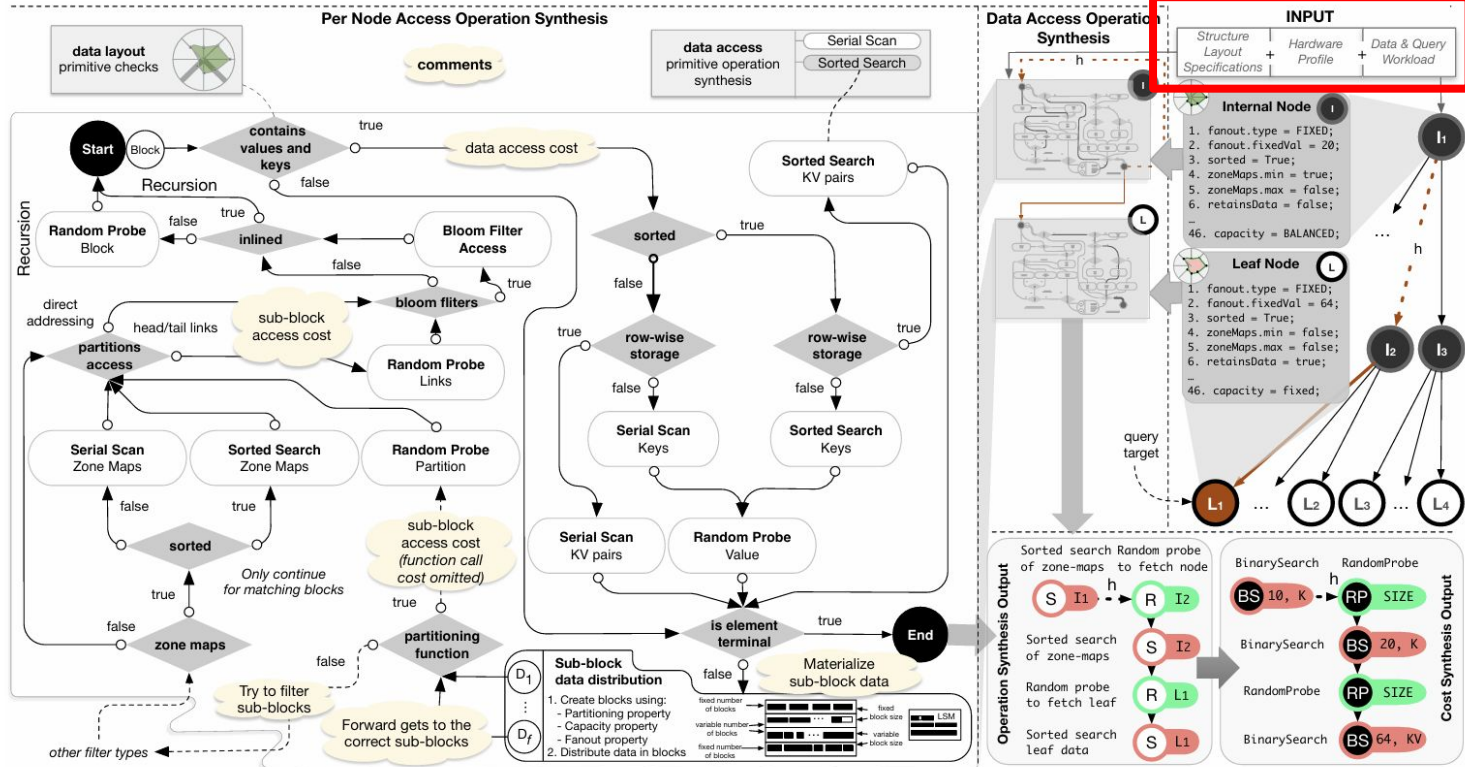 Per Node Access Operation Synthesis
data layout
primitive checks
comments
data access
primitive operation
synthesis
Serial Scan
Sorted Search
Start
Block
contains
values and
keys
true
false
data access cost
Sorted Search
KV pairs
Recursion
Recursion
true
false
Random Probe
Block
inlined
Bloom Filter
Access
false
true
bloom fliters
direct
addressing
head/tail links
sub-block
access cost
partitions
access
Random Probe
Links
sorted
true
false
true
row-wise
storage
false
row-wise
storage
true
false
Serial Scan
Zone Maps
Sorted Search
Zone Maps
Random Probe
Partition
Serial Scan
Keys
Sorted Search
Keys
false
true
sorted
sub-block
access cost
(function call
cost omitted)
Serial Scan
KV pairs
Random Probe
Value
Only continue
for matching blocks
true
true
false
zone maps
false
partitioning
function
is element
terminal
true
End
false
Materialize
sub-block data
Try to filter
sub-blocks
other filter types
Forward gets to the
correct sub-blocks
D1
⋮
Df
Sub-block
data distribution
1. Create blocks using:
- Partitioning property
- Capacity property
- Fanout property
2. Distribute data in blocks
fixed number
of blocks
variable number
of blocks
fixed number
of blocks
fixed
block size
variable
block size
LSM
Data Access Operation
Synthesis
h
I
L
INPUT
Structure
Layout
Specifications
+
Hardware
Profile
+
Data & Query
Workload
Internal Node
I
1. fanout.type = FIXED;
2. fanout.fixedVal = 20;
3. sorted = True;
4. zoneMaps.min = true;
5. zoneMaps.max = false;
6. retainsData = false;
…
46. capacity = BALANCED;
Leaf Node
L
1. fanout.type = FIXED;
2. fanout.fixedVal = 64;
3. sorted = True;
4. zoneMaps.min = false;
5. zoneMaps.max = false;
6. retainsData = true;
…
46. capacity = fixed;
I1
...
h
I2
I3
query
target
L1
...
L2
L3
...
L4
Operation Synthesis Output
Sorted search
of zone-maps
Random probe
to fetch node
S I1
h
R I2
Sorted search
of zone-maps
S I2
Random probe
to fetch leaf
R L1
Sorted search
leaf data
S L1
BinarySearch
RandomProbe
BS 10, K
h
RP SIZE
BinarySearch
BS 20, K
RandomProbe
RP SIZE
BinarySearch
BS 64, KV
Cost Synthesis Output